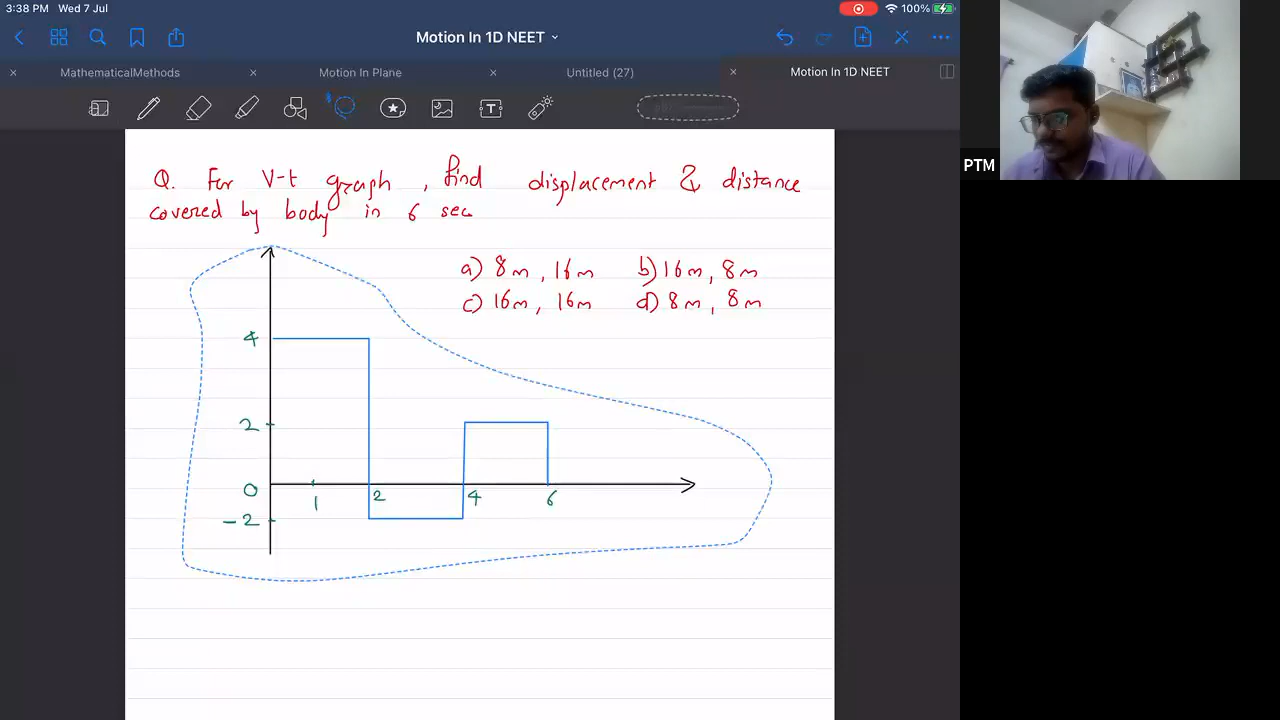 3:38 PM Wed 7 Jul
100%
Motion In 1D NEET
MathematicalMethods
Motion In Plane
Untitled (27)
Motion In 1D NEET
T
PTM
Q. For V-t graph, find displacement & distance
covered by body in 6 sec
a) 8m, 16m b) 16m, 8m
c) 16m, 16m d) 8m, 8m
4
2
0
1 2 4 6
-2